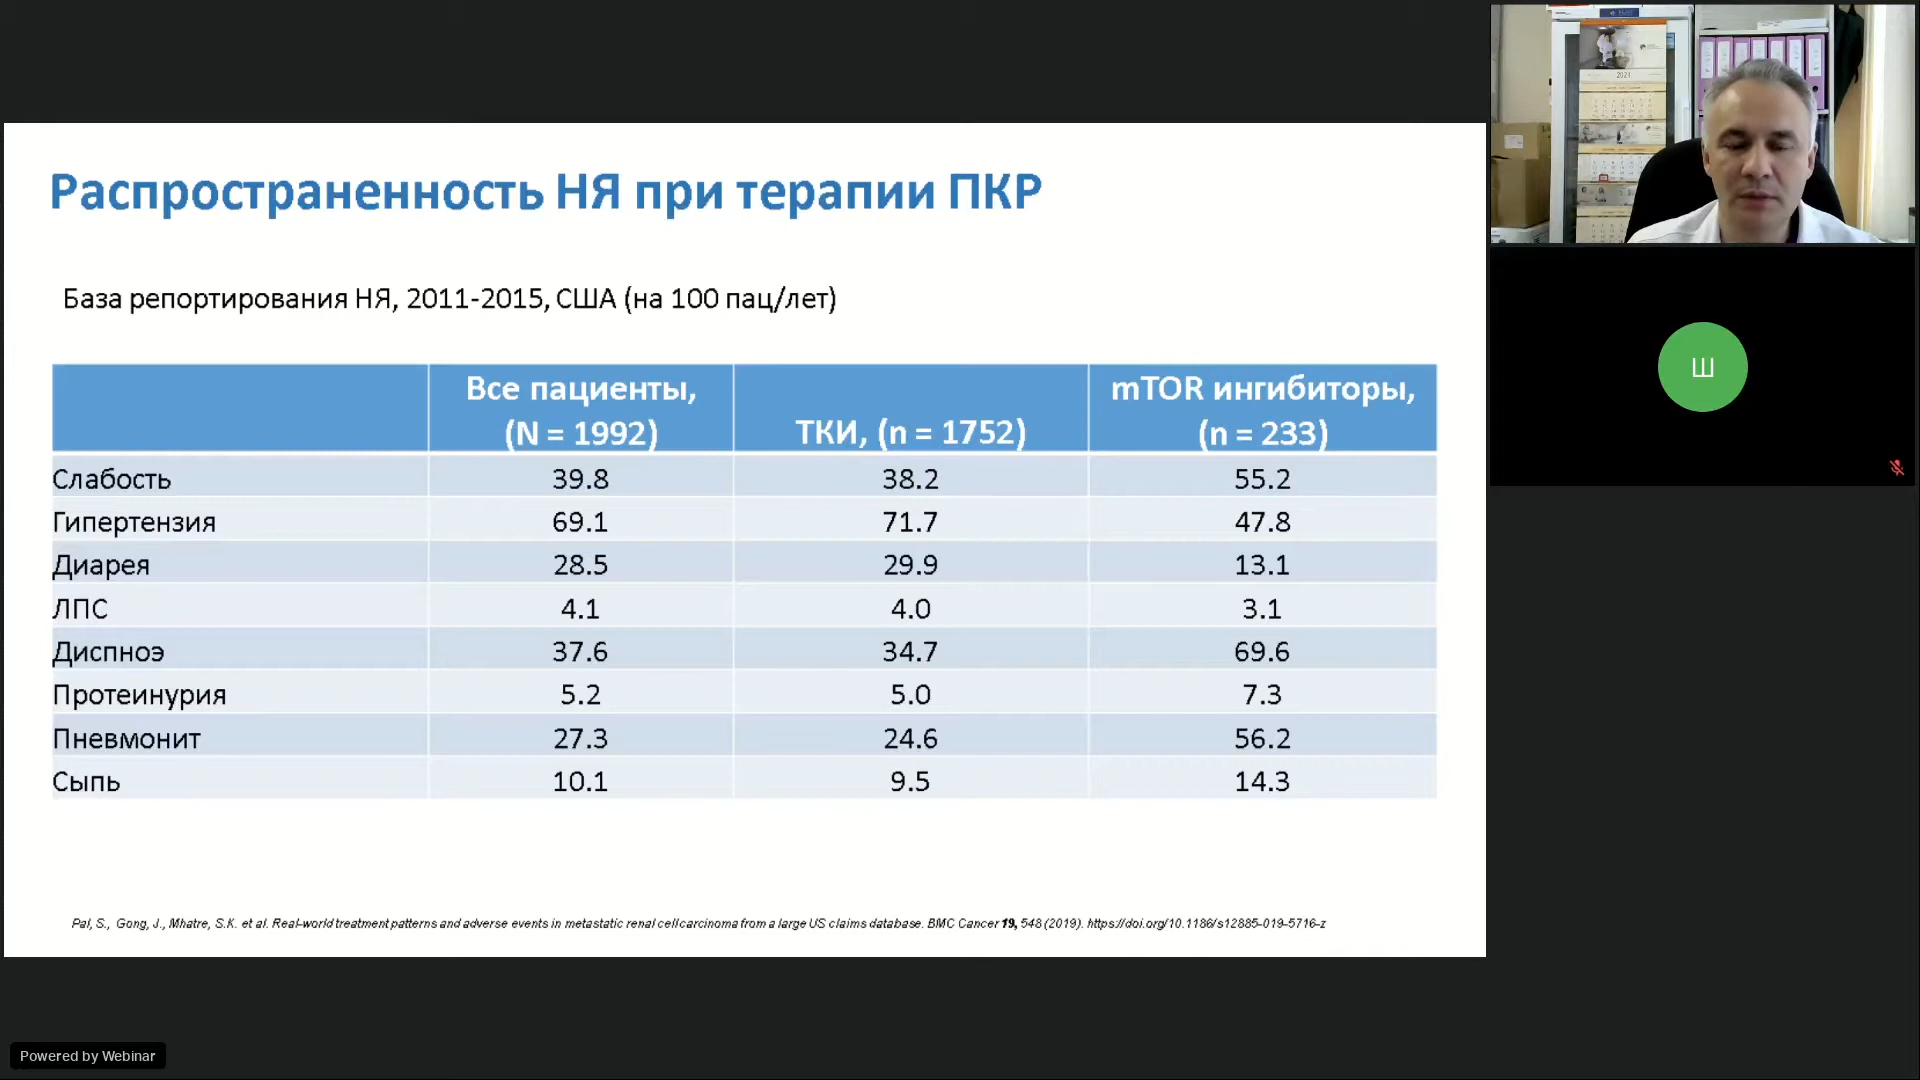 Распространенность НЯ при терапии ПКР
База репортирования НЯ, 2011-2015, США (на 100 пац/лет)
Все пациенты, (N = 1992) ТКИ, (n = 1752) mTOR ингибиторы, (n = 233)
Слабость 39.8 38.2 55.2
Гипертензия 69.1 71.7 47.8
Диарея 28.5 29.9 13.1
ЛПС 4.1 4.0 3.1
Диспноэ 37.6 34.7 69.6
Протеинурия 5.2 5.0 7.3
Пневмонит 27.3 24.6 56.2
Сыпь 10.1 9.5 14.3
Pal, S., Gong, J., Mhatre, S.K. et al. Real-world treatment patterns and adverse events in metastatic renal cell carcinoma from a large US claims database. BMC Cancer 19, 548 (2019). https://doi.org/10.1186/s12885-019-5716-z
2021
Ш
Powered by Webinar